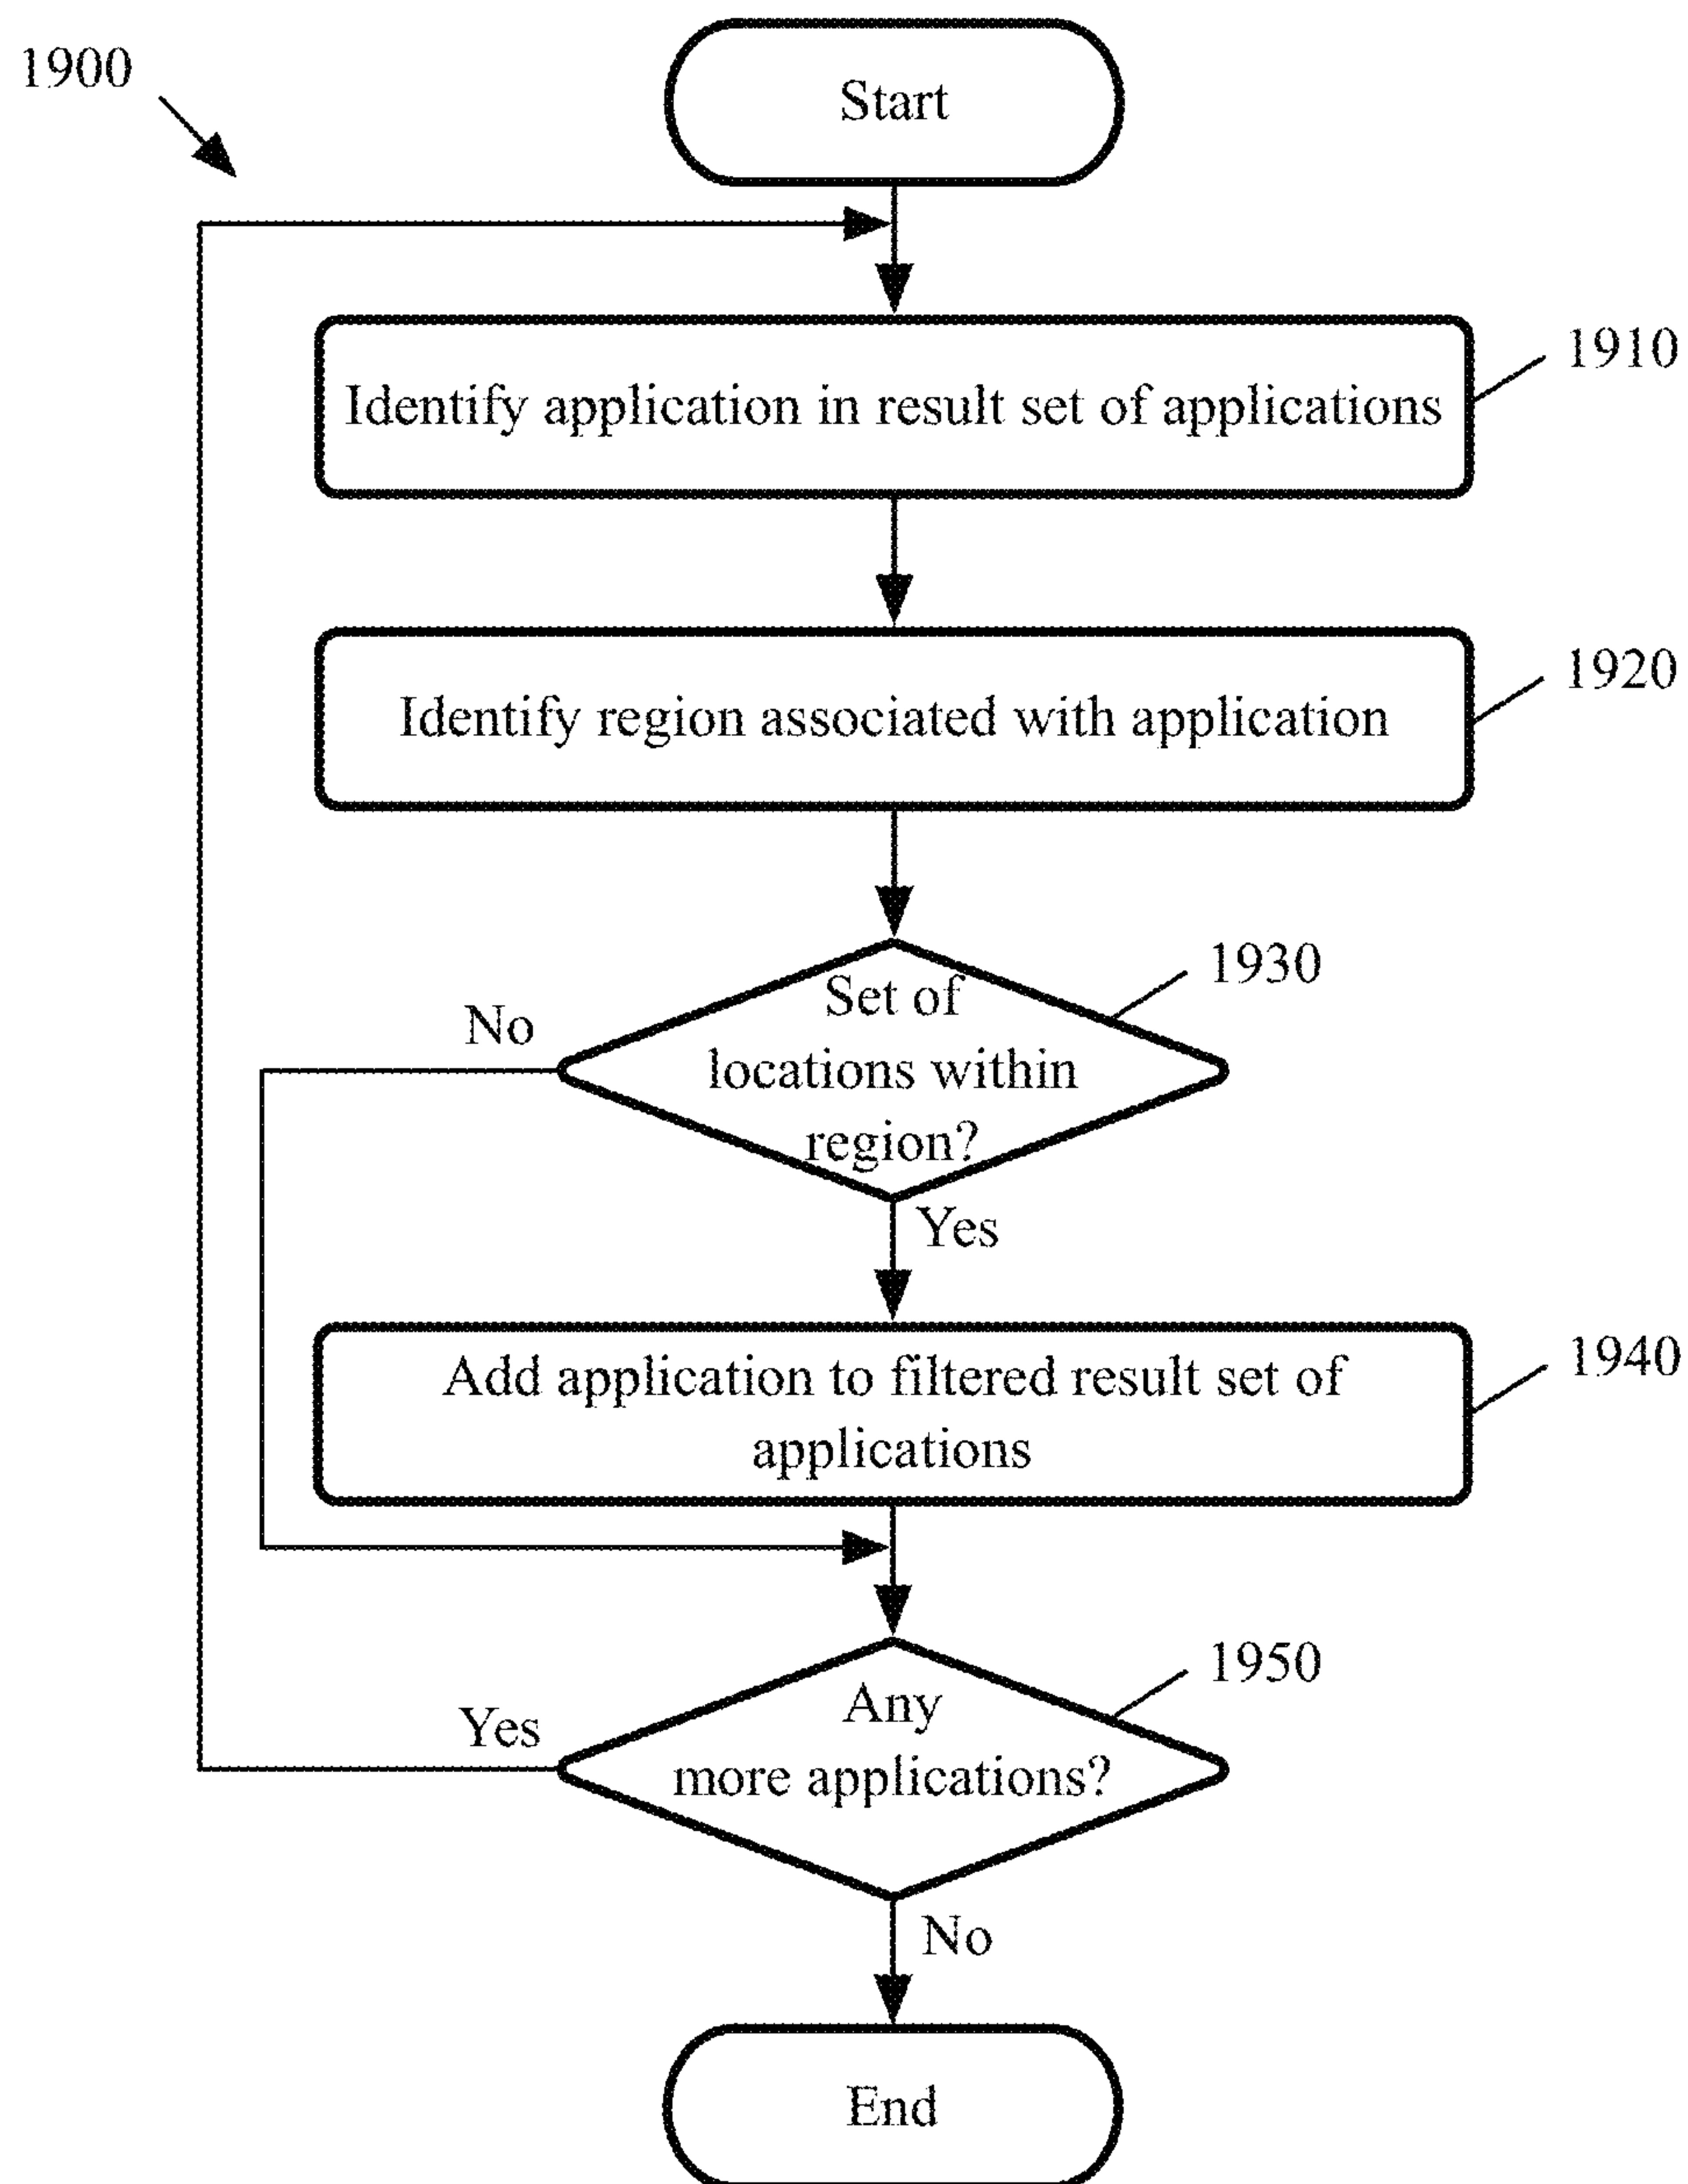 1900
Start
1910
Identify application in result set of applications
1920
Identify region associated with application
1930
Set of
locations within
region?
No
Yes
1940
Add application to filtered result set of
applications
1950
Any
more applications?
Yes
No
End